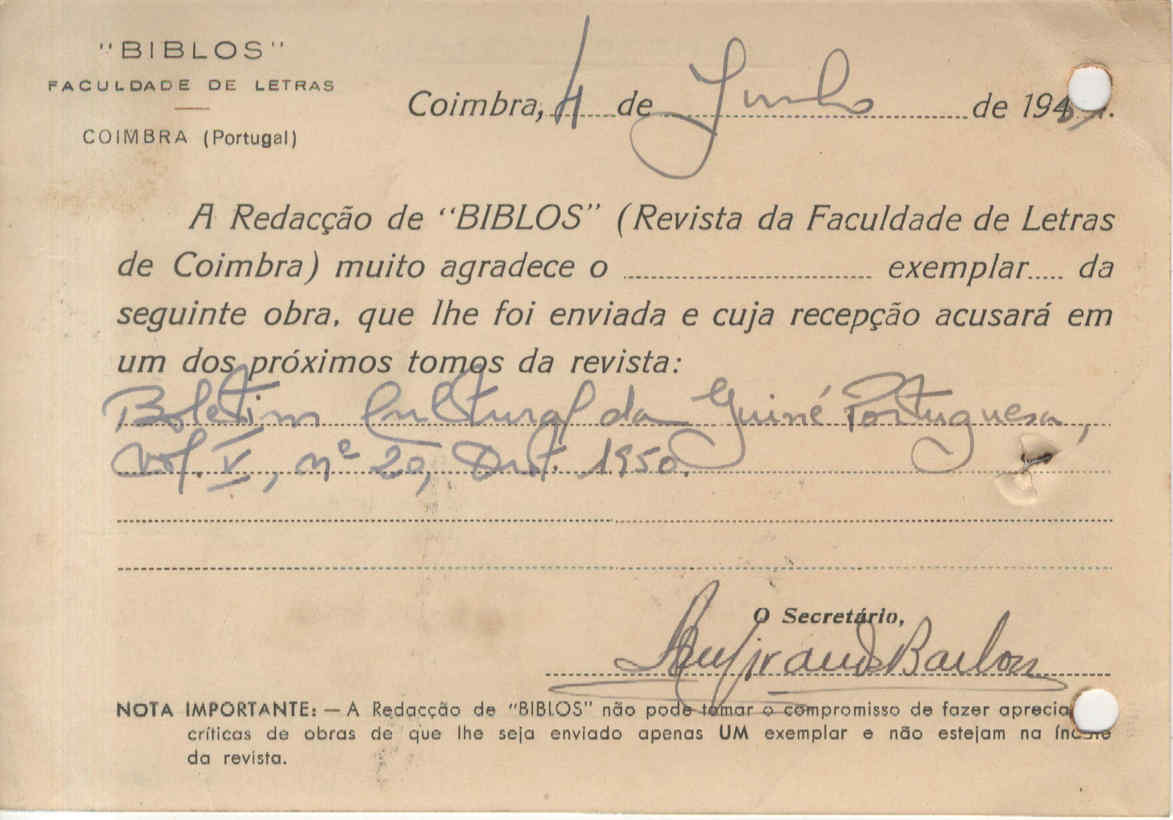 "BIBLOS"
FACULDADE DE LETRAS
COIMBRA (Portugal)
Coimbra, 4 de Junho de 19
A Redacção de "BIBLOS" (Revista da Faculdade de Letras
de Coimbra) muito agradece o ........ exemplar..... da
seguinte obra, que lhe foi enviada e cuja recepção acusará em
um dos próximos tomos da revista:
Boletim Cultural da Guiné Portuguesa,
vol. V, nº 20, Out. 1950.
O Secretário,
NOTA IMPORTANTE: — A Redacção de "BIBLOS" não pode tomar o compromisso de fazer aprecia
críticas de obras de que lhe seja enviado apenas UM exemplar e não estejam na índole
da revista.